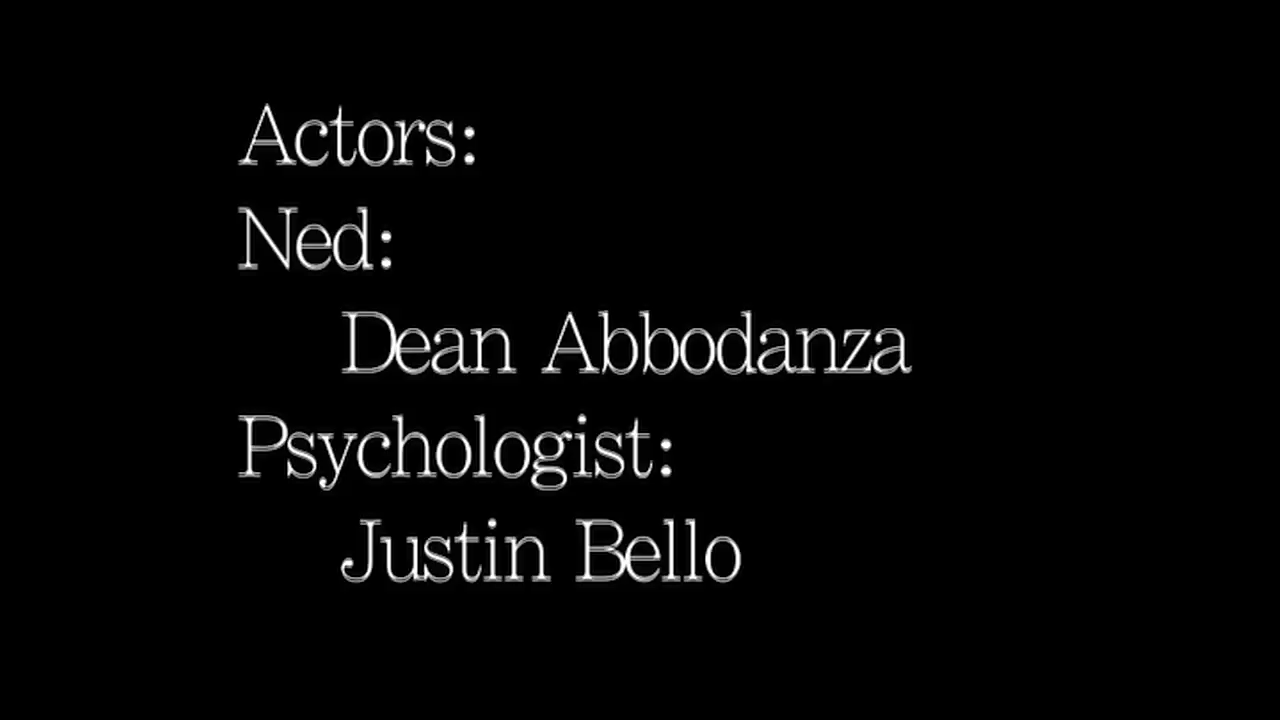 Actors:
Ned:
Dean Abbodanza
Psychologist:
Justin Bello